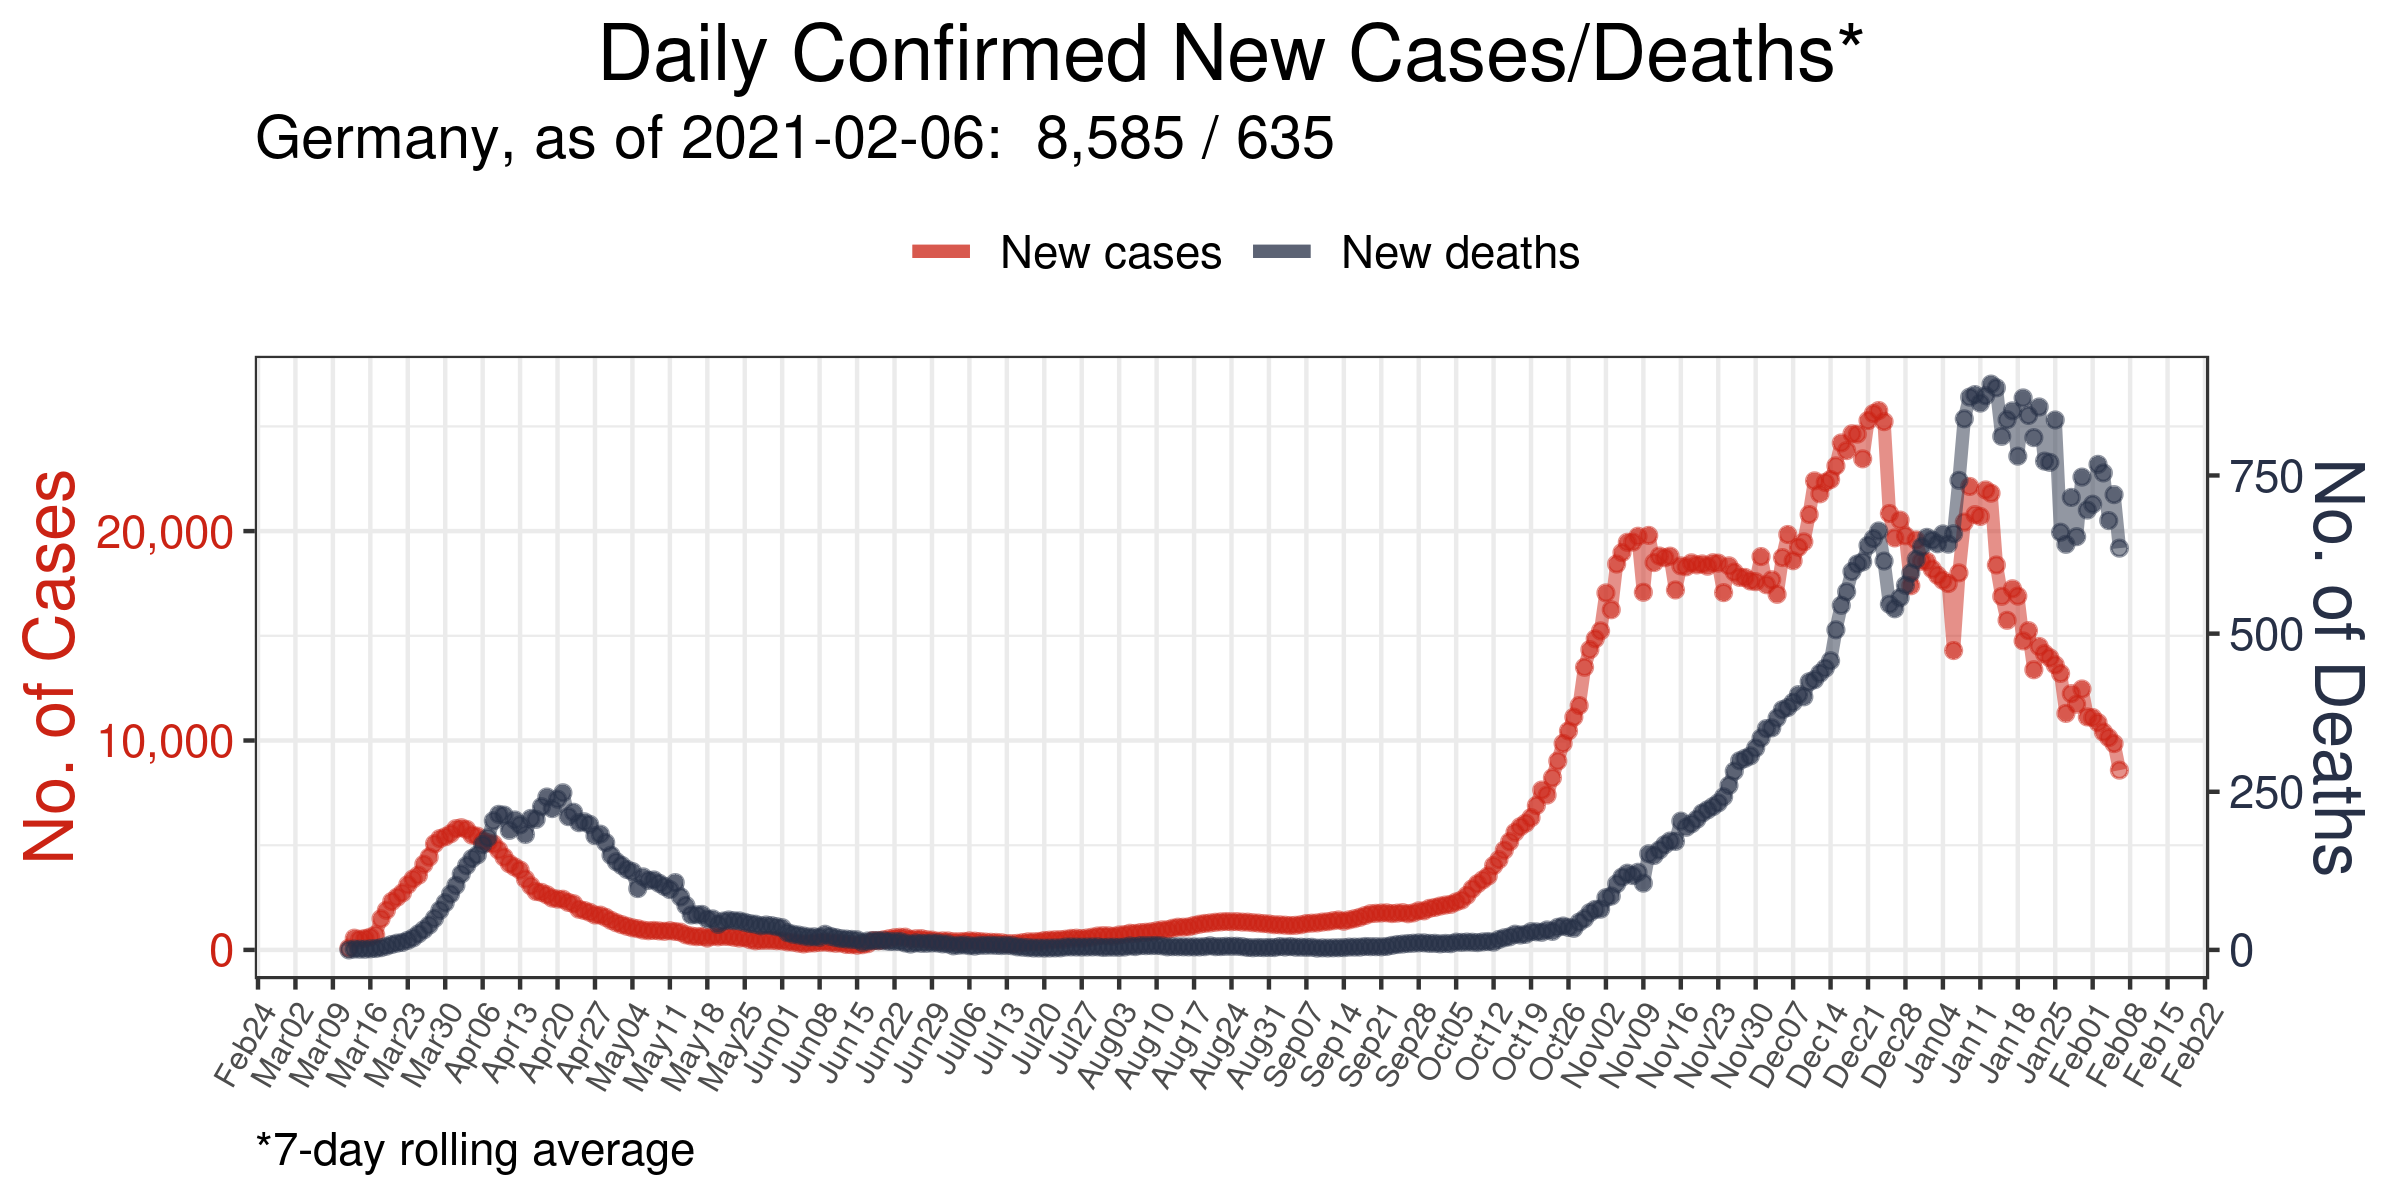 Daily Confirmed New Cases/Deaths*
Germany, as of 2021-02-06:  8,585 / 635
New cases
New deaths
No. of Cases
20,000
10,000
0
750
500
250
0
No. of Deaths
Feb24
Mar02
Mar09
Mar16
Mar23
Mar30
Apr06
Apr13
Apr20
Apr27
May04
May11
May18
May25
Jun01
Jun08
Jun15
Jun22
Jun29
Jul06
Jul13
Jul20
Jul27
Aug03
Aug10
Aug17
Aug24
Aug31
Sep07
Sep14
Sep21
Sep28
Oct05
Oct12
Oct19
Oct26
Nov02
Nov09
Nov16
Nov23
Nov30
Dec07
Dec14
Dec21
Dec28
Jan04
Jan11
Jan18
Jan25
Feb01
Feb08
Feb15
Feb22
*7-day rolling average